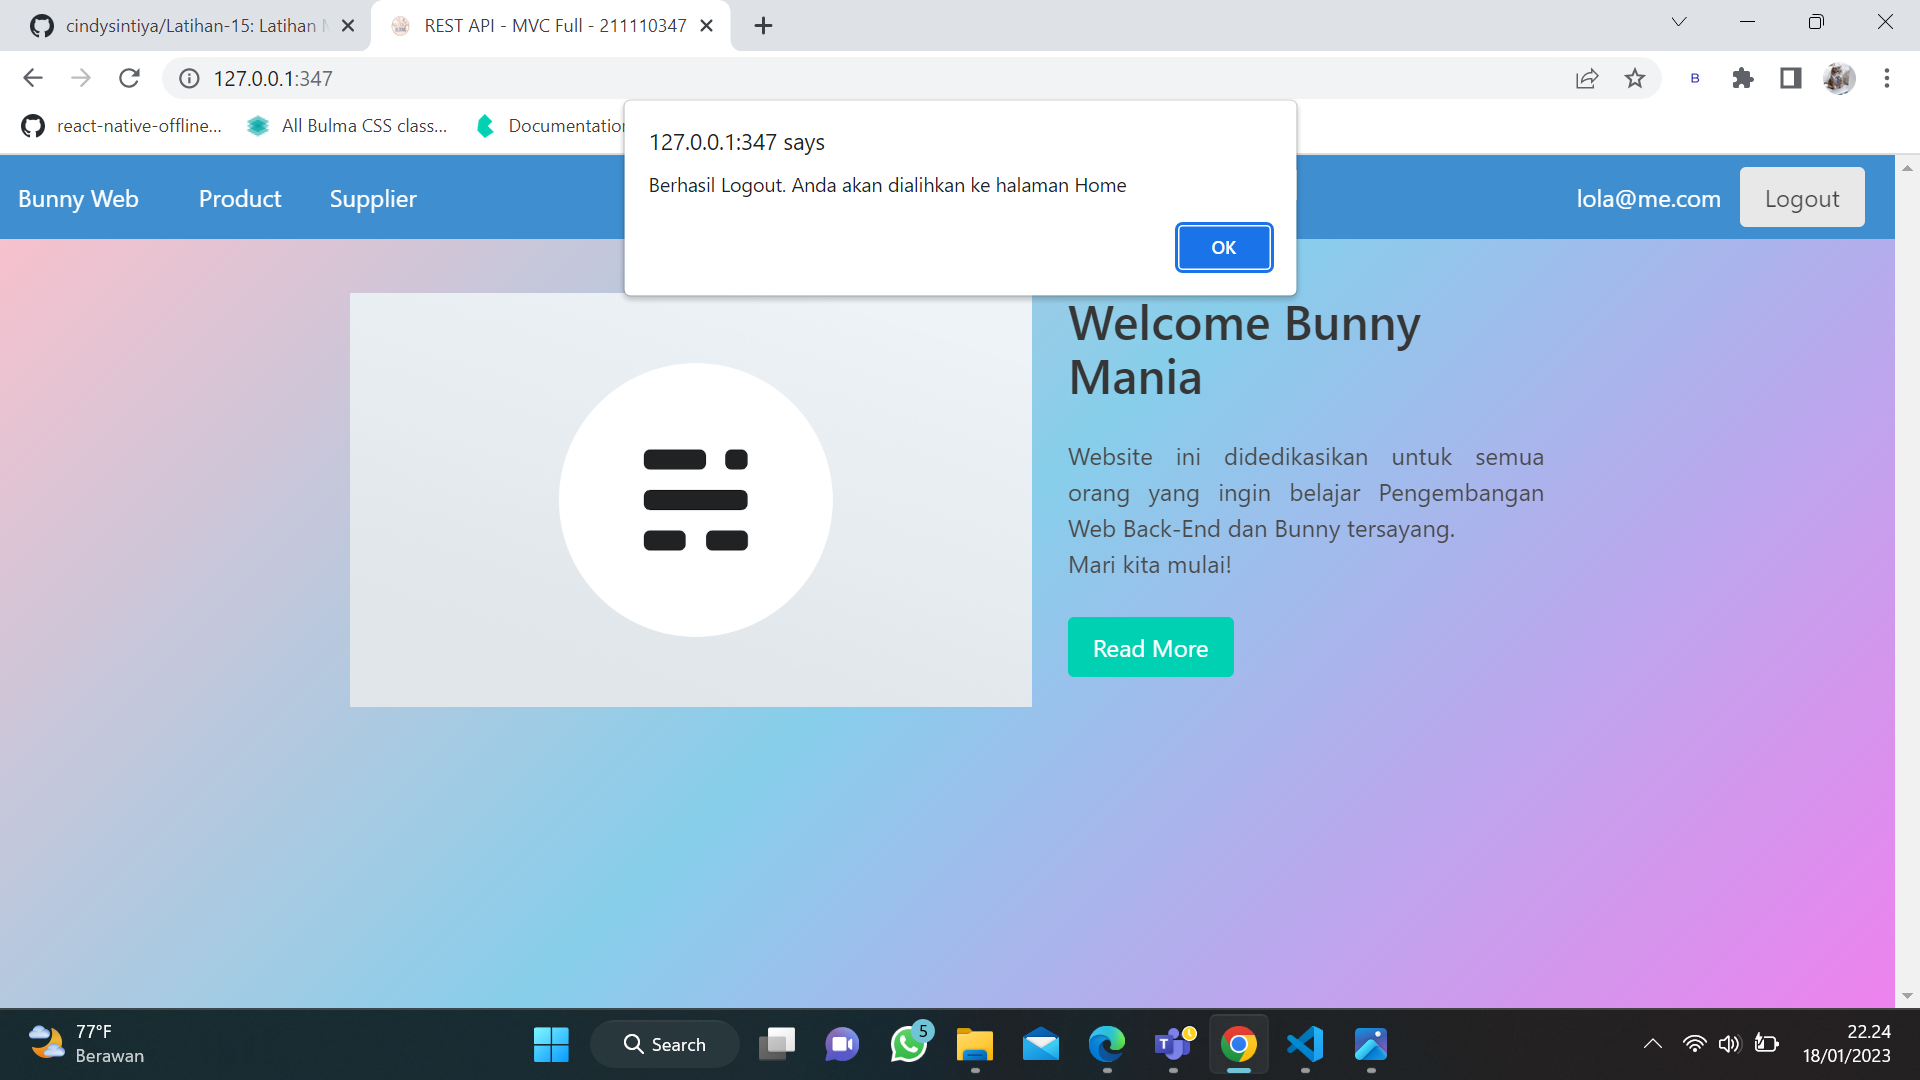 cindysintiya/Latihan-15: Latihan
REST API - MVC Full - 211110347
127.0.0.1:347
B
react-native-offline...
All Bulma CSS class...
Documentation
127.0.0.1:347 says
Berhasil Logout. Anda akan dialihkan ke halaman Home
OK
Bunny Web
Product
Supplier
lola@me.com
Logout
Welcome Bunny
Mania
Website ini didedikasikan untuk semua
orang yang ingin belajar Pengembangan
Web Back-End dan Bunny tersayang.
Mari kita mulai!
Read More
77°F
Berawan
Search
5
22.24
18/01/2023